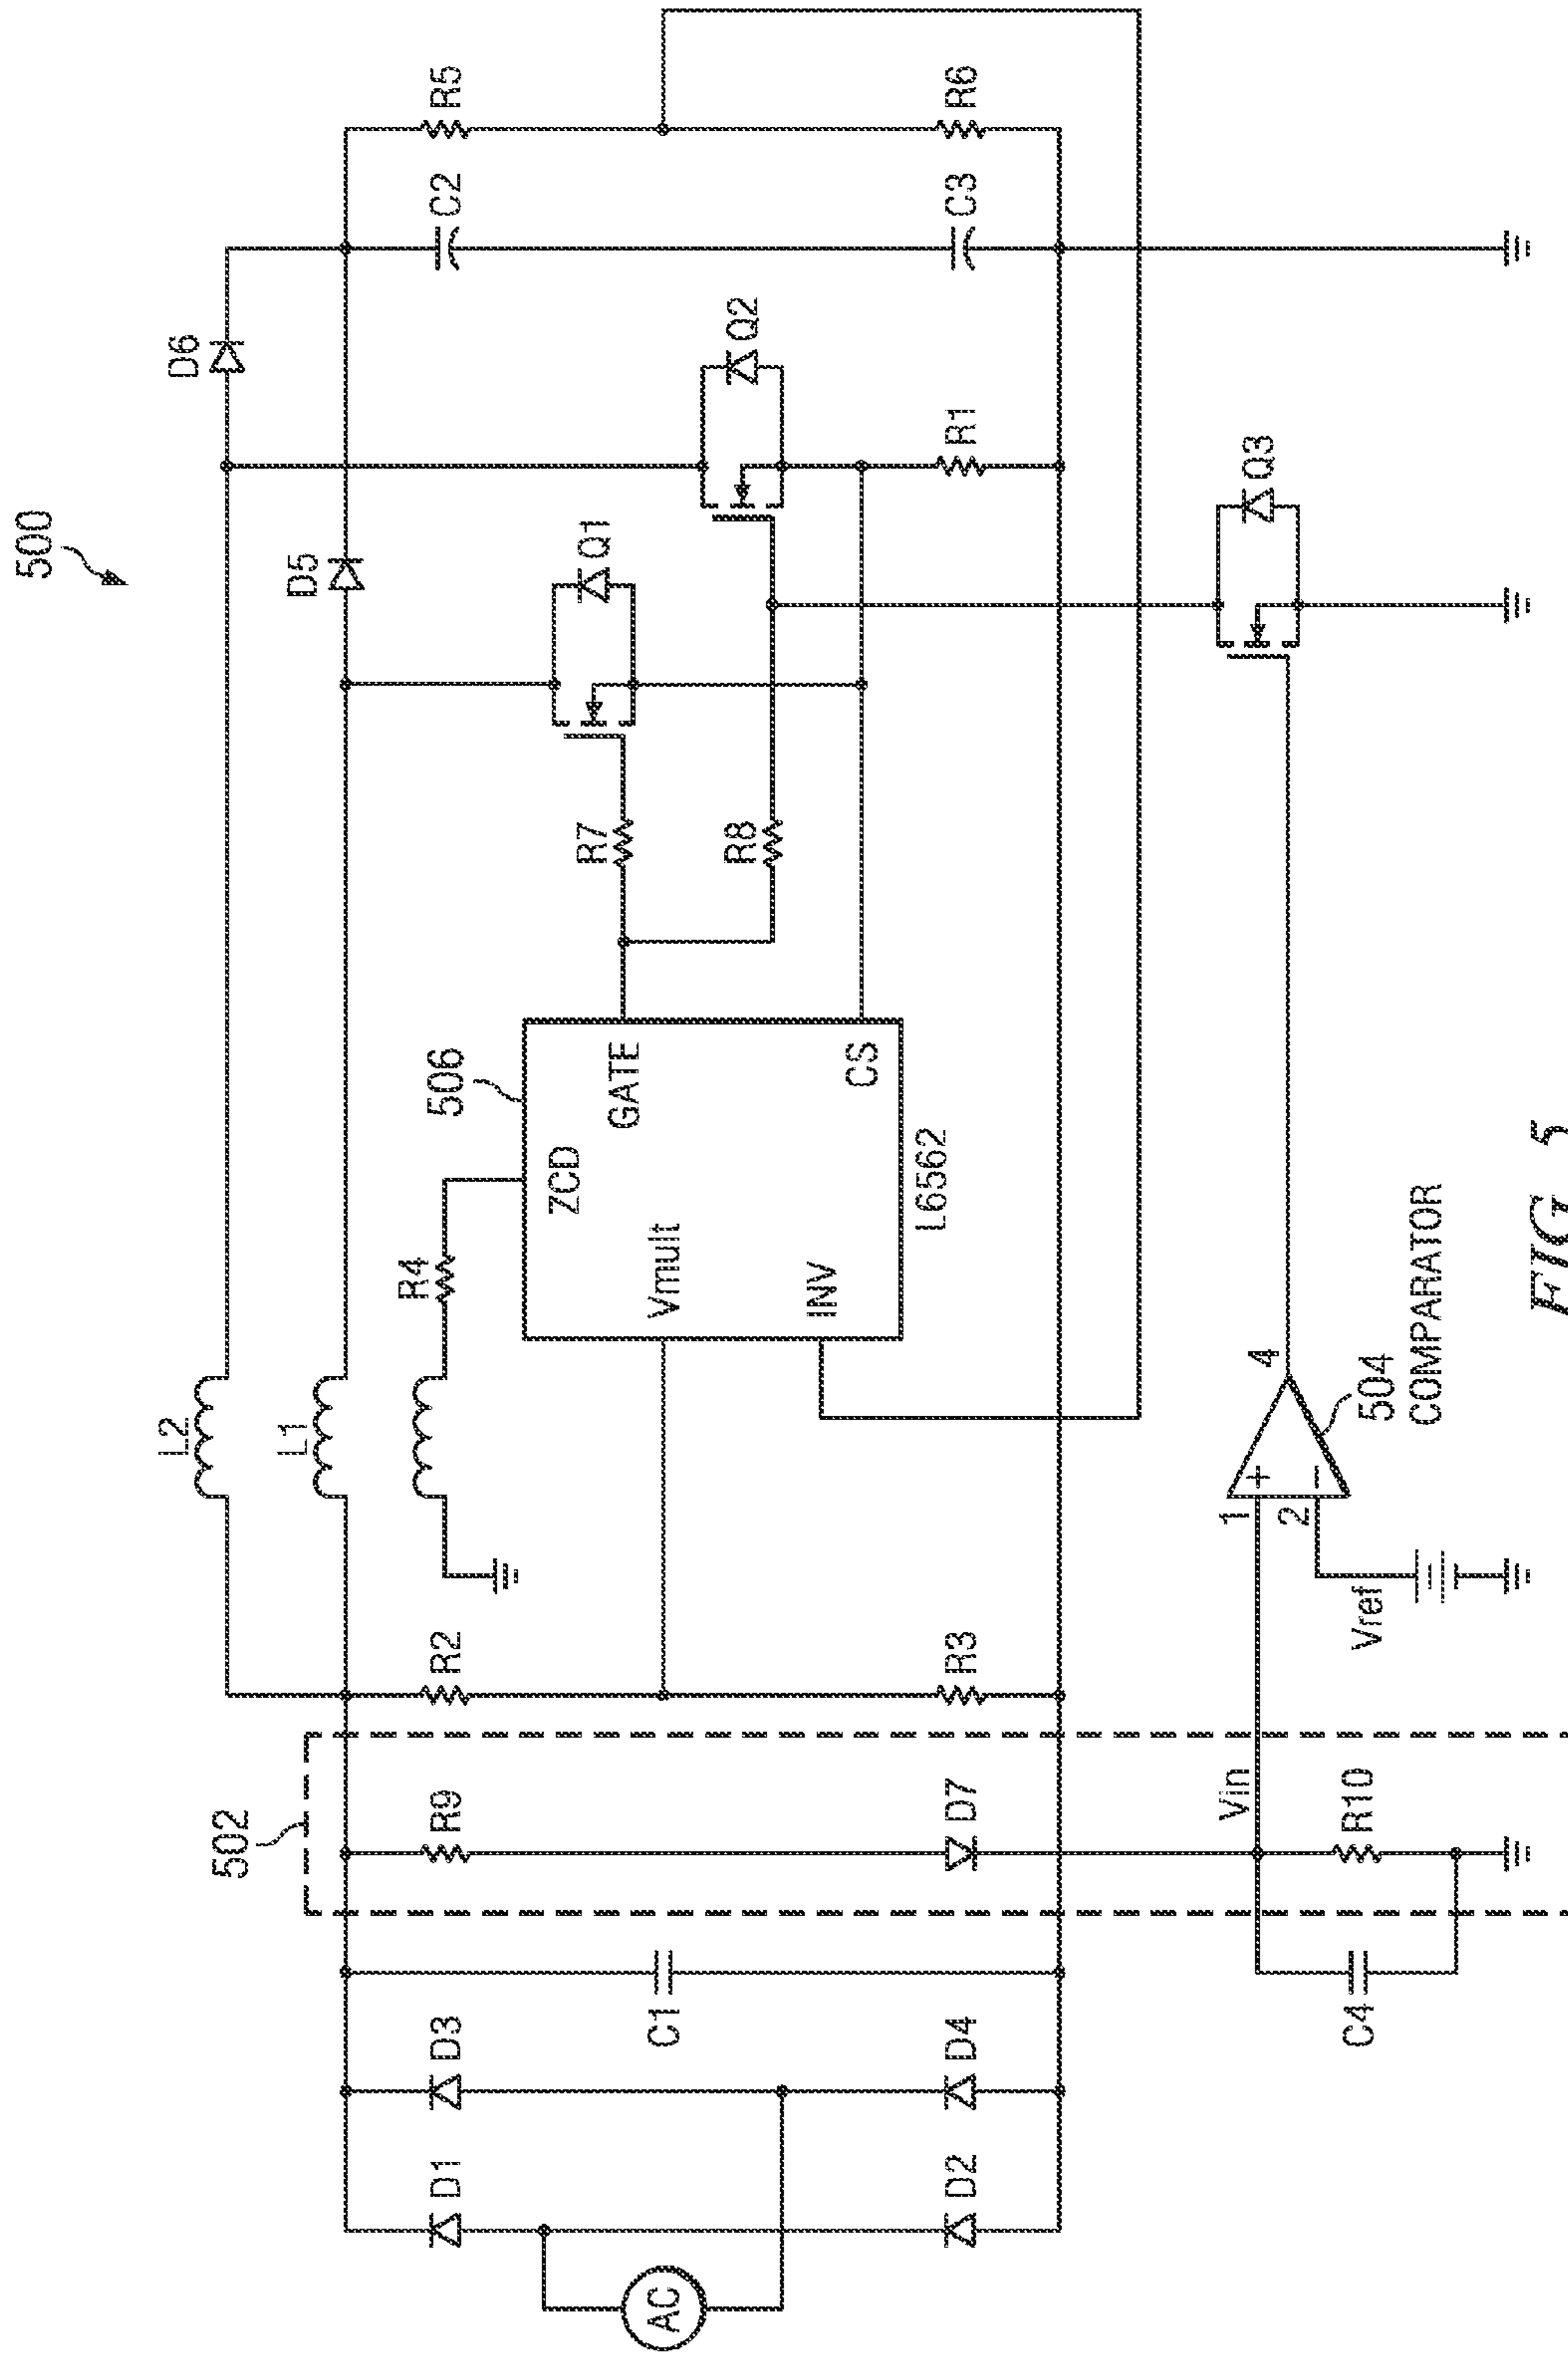 500
L2
D6
L1
D5
506
R4
ZCD
GATE
Vmult
INV
CS
L6562
R7
R8
Q1
Q2
R1
C2
C3
R5
R6
502
R9
D7
R2
R3
C1
D3
D4
D1
D2
AC
Vin
R10
C4
1
2
+
−
4
Vref
504
COMPARATOR
Q3
FIG. 5